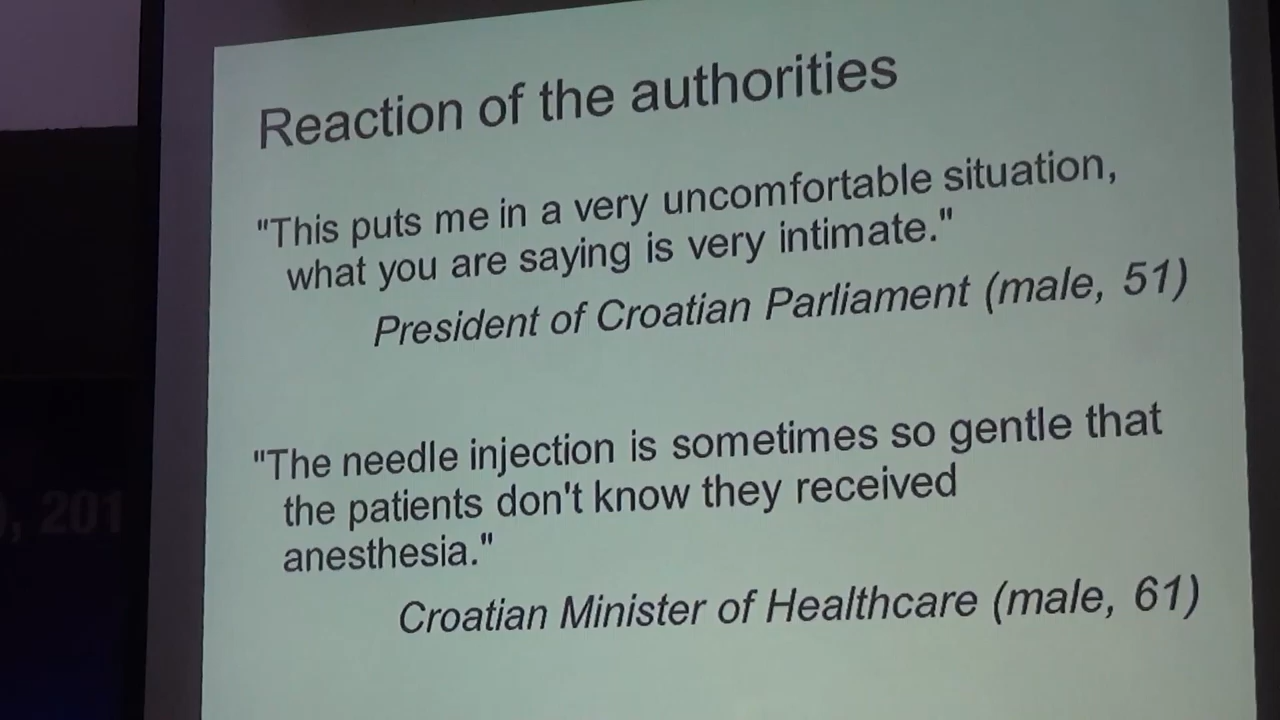 Reaction of the authorities
"This puts me in a very uncomfortable situation,
what you are saying is very intimate."
President of Croatian Parliament (male, 51)
"The needle injection is sometimes so gentle that
the patients don't know they received
anesthesia."
Croatian Minister of Healthcare (male, 61)
), 201